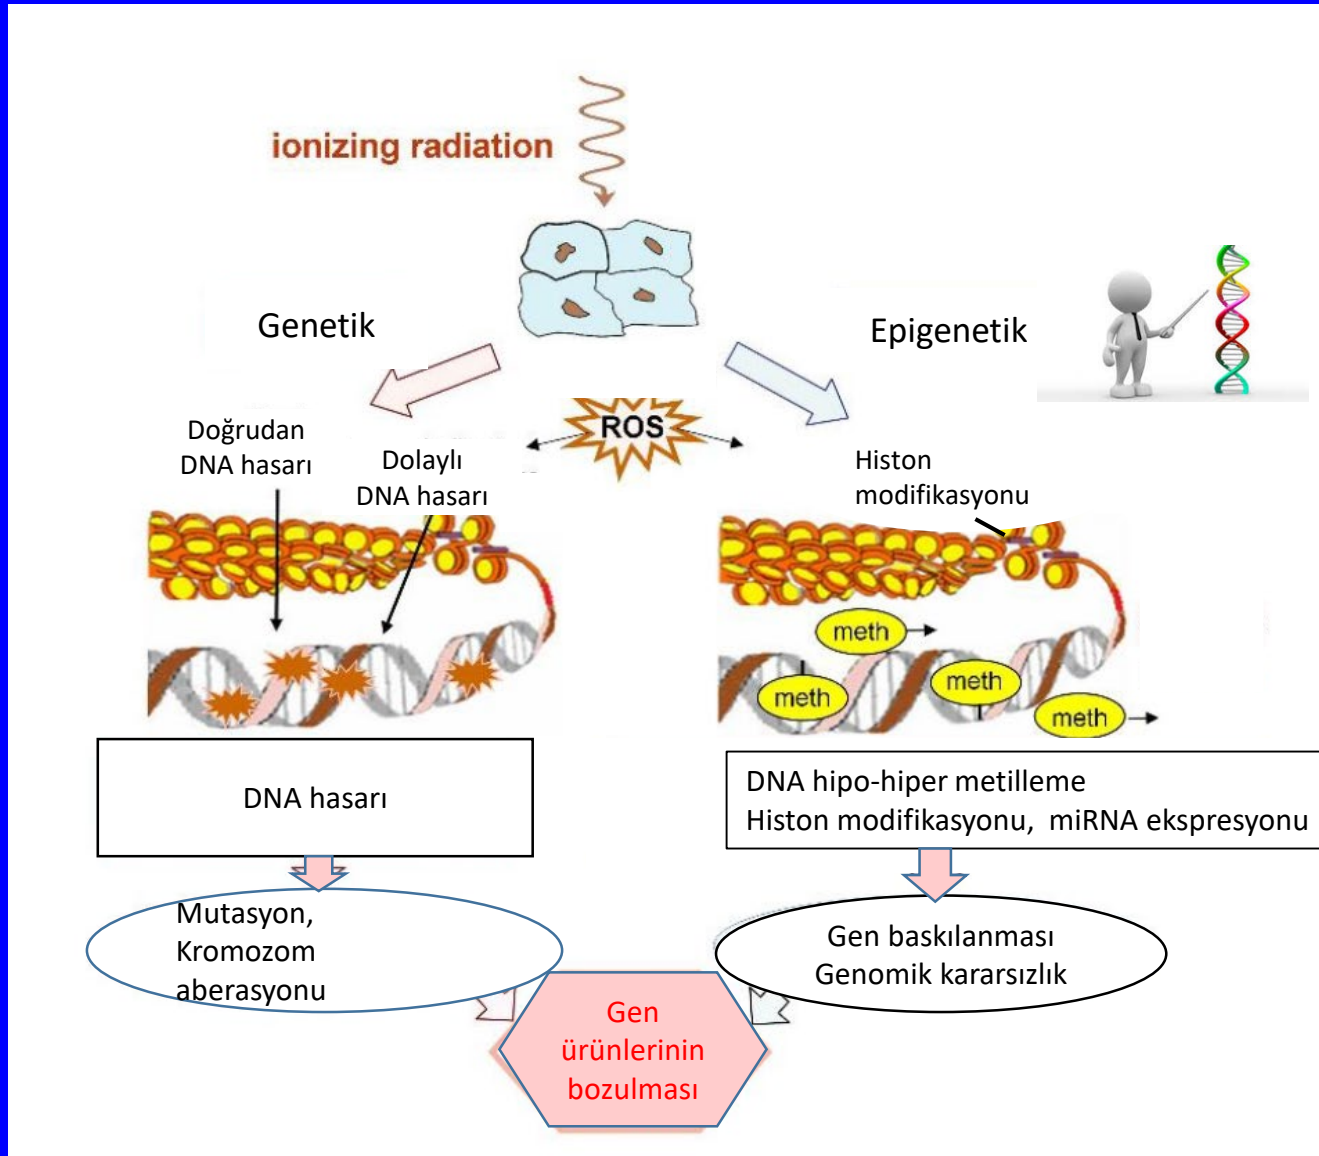 ionizing radiation
Genetik
Epigenetik
ROS
Doğrudan
DNA hasarı
Dolaylı
DNA hasarı
Histon
modifikasyonu
meth
meth
meth
meth
DNA hasarı
DNA hipo-hiper metilleme
Histon modifikasyonu, miRNA ekspresyonu
Mutasyon,
Kromozom
aberasyonu
Gen baskılanması
Genomik kararsızlık
Gen
ürünlerinin
bozulması